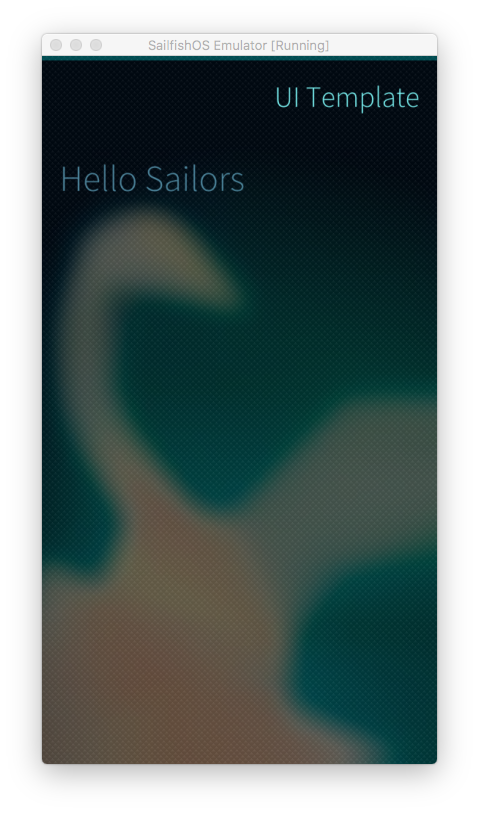 SailfishOS Emulator [Running]
UI Template
Hello Sailors